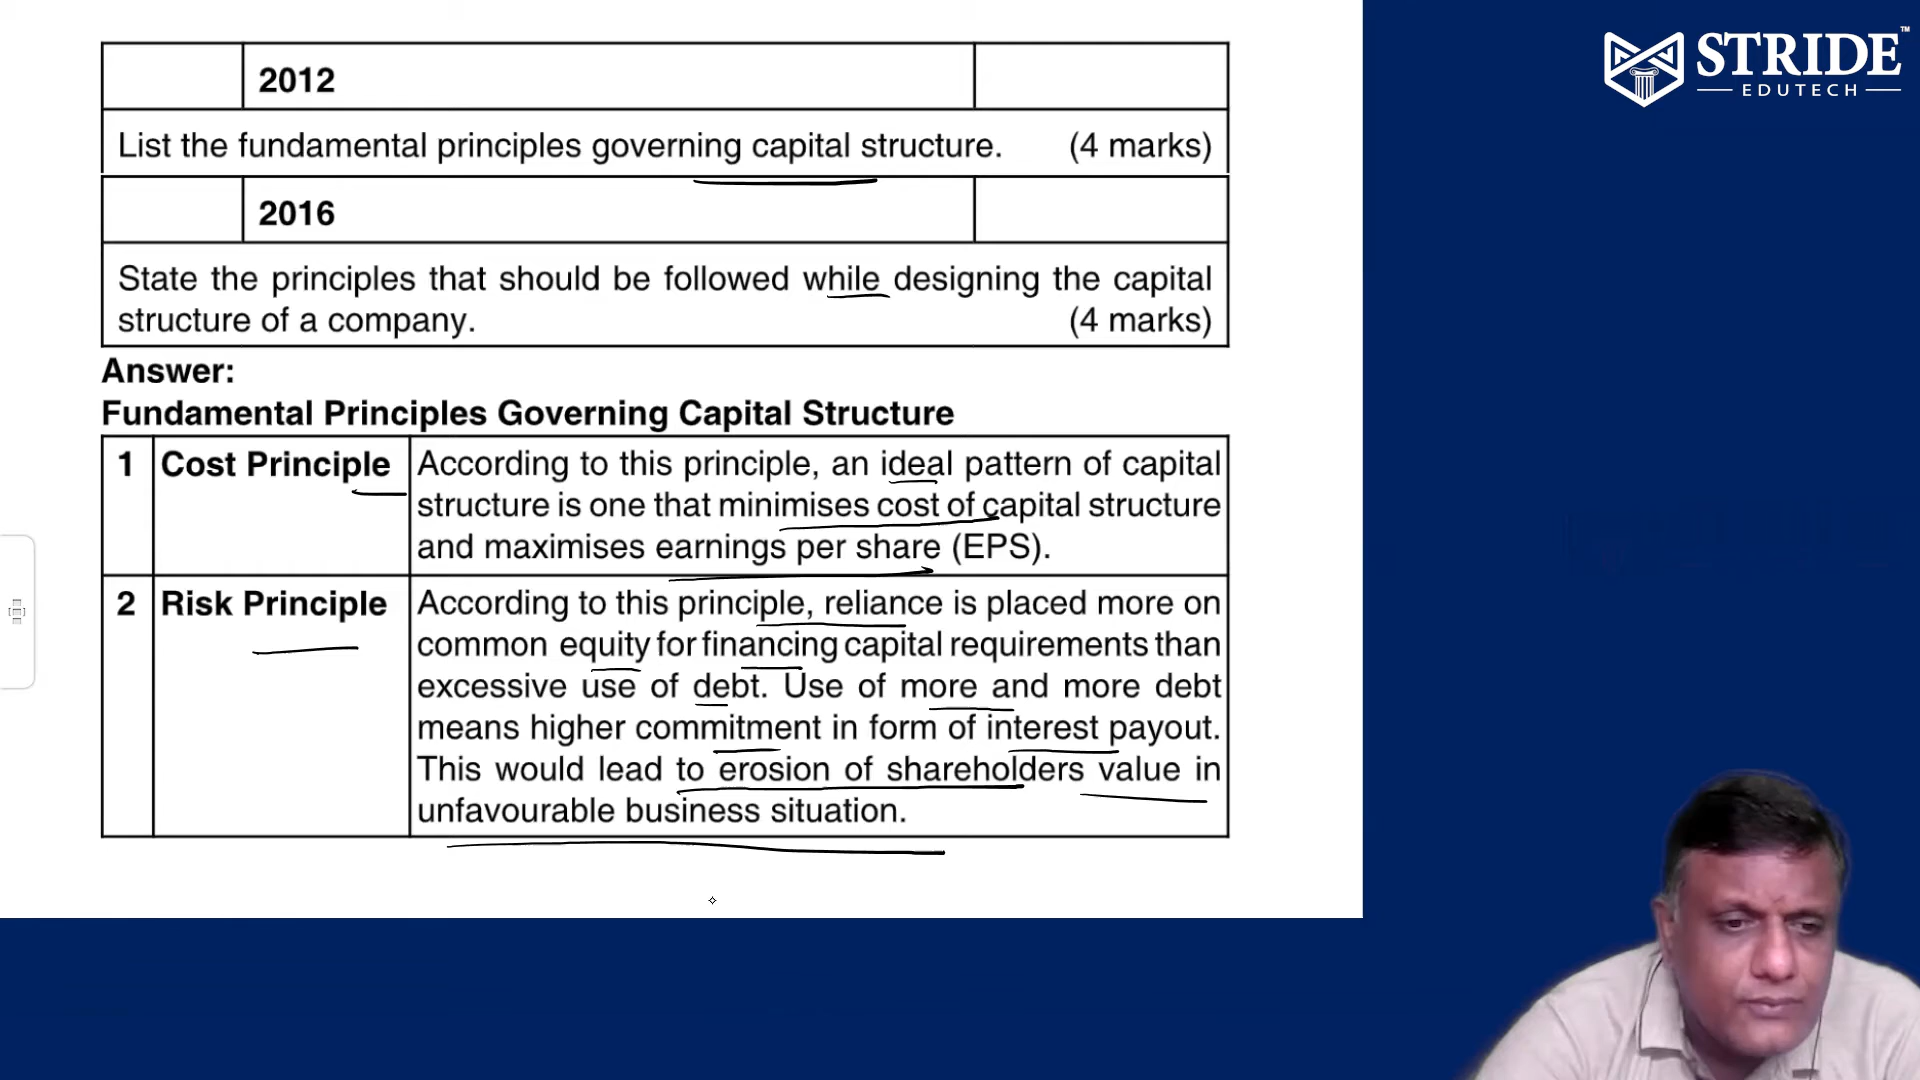 STRIDE™
EDUTECH
2012
List the fundamental principles governing capital structure. (4 marks)
2016
State the principles that should be followed while designing the capital
structure of a company. (4 marks)
Answer:
Fundamental Principles Governing Capital Structure
1 Cost Principle According to this principle, an ideal pattern of capital
structure is one that minimises cost of capital structure
and maximises earnings per share (EPS).
2 Risk Principle According to this principle, reliance is placed more on
common equity for financing capital requirements than
excessive use of debt. Use of more and more debt
means higher commitment in form of interest payout.
This would lead to erosion of shareholders value in
unfavourable business situation.